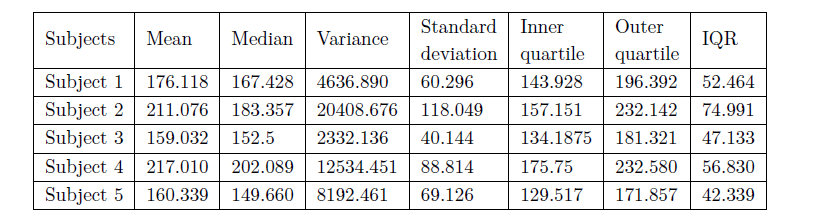 Subjects Mean Median Variance Standard deviation Inner quartile Outer quartile IQR
Subject 1 176.118 167.428 4636.890 60.296 143.928 196.392 52.464
Subject 2 211.076 183.357 20408.676 118.049 157.151 232.142 74.991
Subject 3 159.032 152.5 2332.136 40.144 134.1875 181.321 47.133
Subject 4 217.010 202.089 12534.451 88.814 175.75 232.580 56.830
Subject 5 160.339 149.660 8192.461 69.126 129.517 171.857 42.339